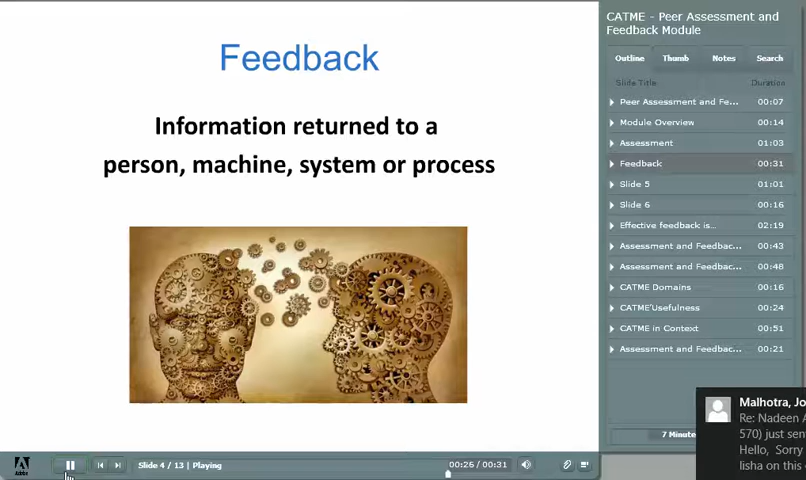 Feedback
Information returned to a
person, machine, system or process
CATME - Peer Assessment and
Feedback Module
Outline Thumb Notes Search
Slide Title Duration
Peer Assessment and Fe... 00:07
Module Overview 00:14
Assessment 01:03
Feedback 00:31
Slide 5 01:01
Slide 6 00:16
Effective feedback is... 02:19
Assessment and Feedbac... 00:43
Assessment and Feedbac... 00:48
CATME Domains 00:16
CATME'Usefulness 00:24
CATME in Context 00:51
Assessment and Feedbac... 00:21
Malhotra, Jo
Re: Nadeen A
570) just sen
Hello, Sorry
lisha on this
7 Minute
Adobe
Slide 4 / 13 | Playing
00:26 / 00:31